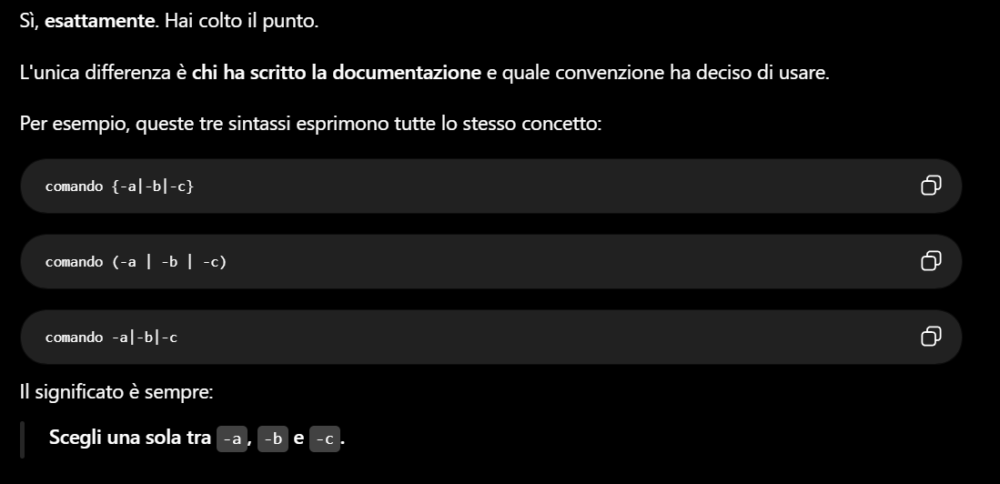 Sì, esattamente. Hai colto il punto.
L'unica differenza è chi ha scritto la documentazione e quale convenzione ha deciso di usare.
Per esempio, queste tre sintassi esprimono tutte lo stesso concetto:
comando {-a|-b|-c}
comando (-a | -b | -c)
comando -a|-b|-c
Il significato è sempre:
Scegli una sola tra -a, -b e -c.